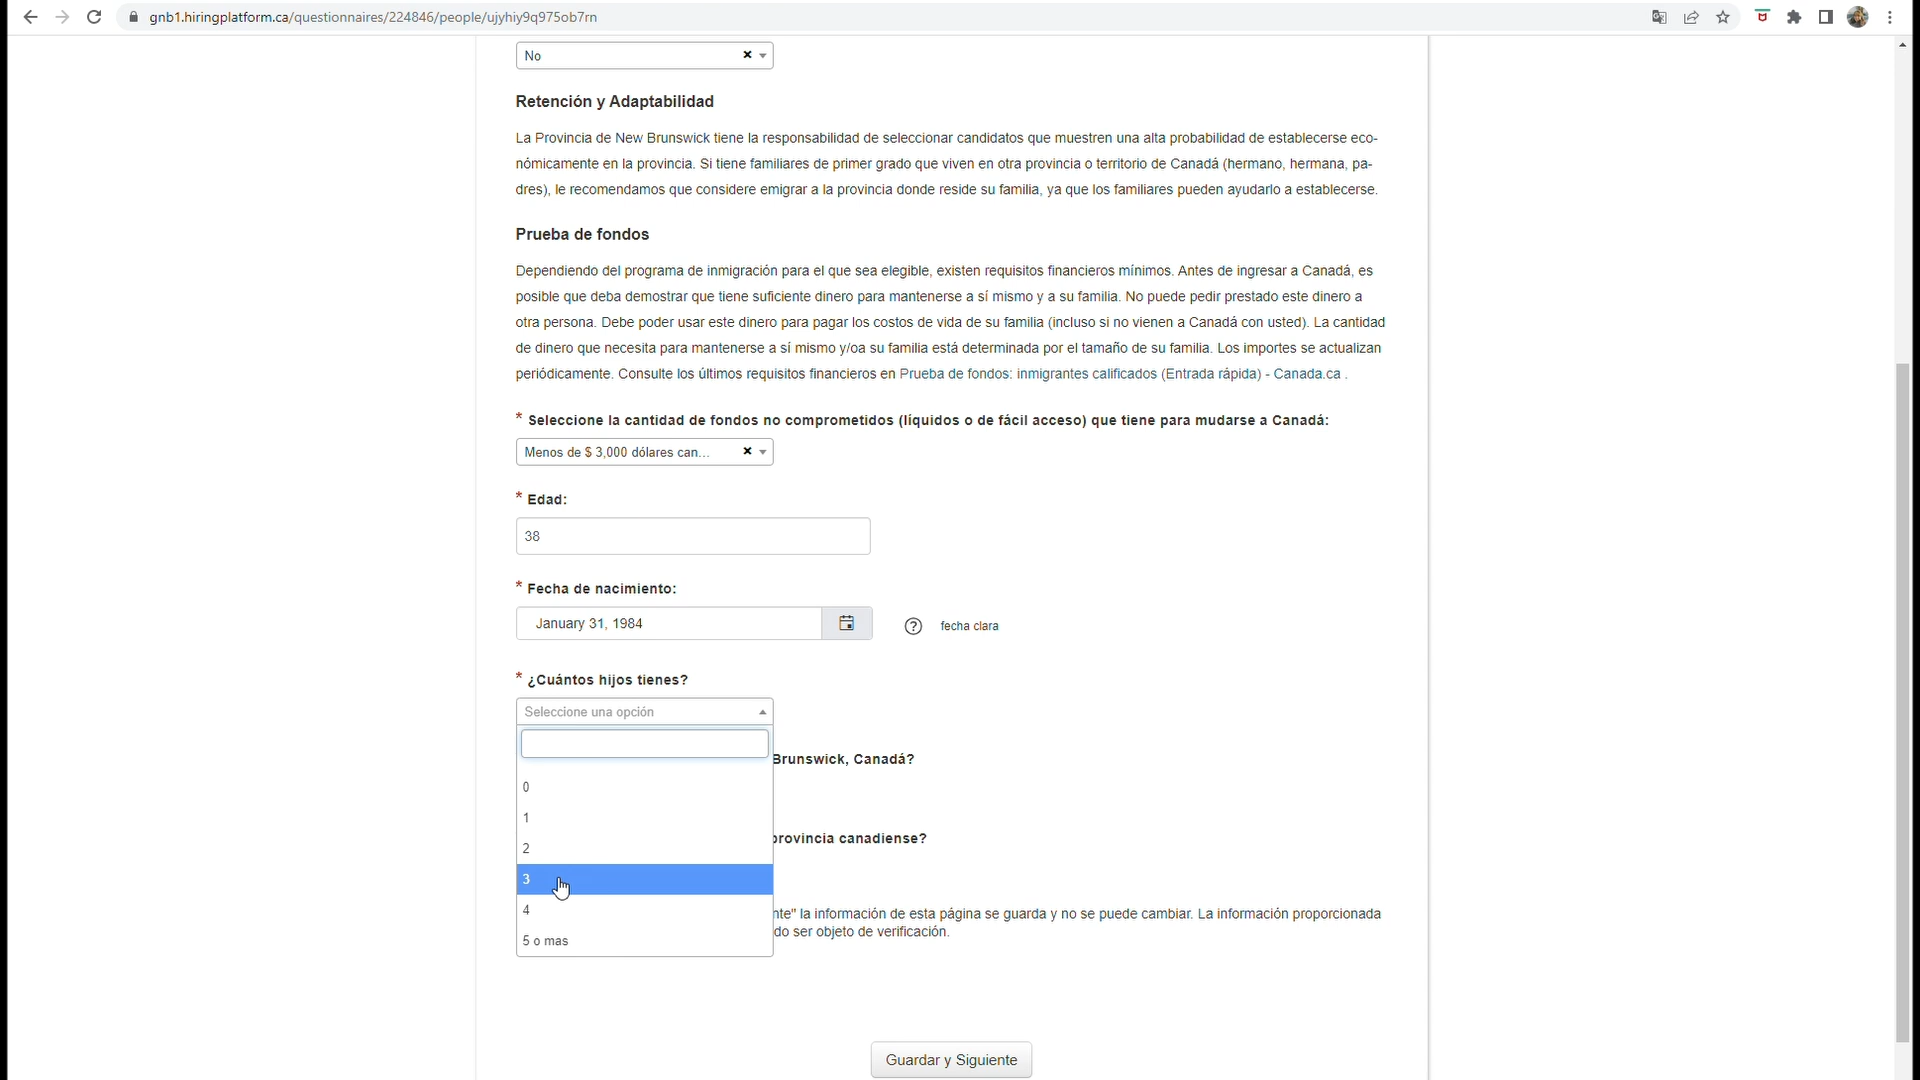 gnb1.hiringplatform.ca/questionnaires/224846/people/ujyhiy9q975ob7rn
No
Retención y Adaptabilidad
La Provincia de New Brunswick tiene la responsabilidad de seleccionar candidatos que muestren una alta probabilidad de establecerse eco-
nómicamente en la provincia. Si tiene familiares de primer grado que viven en otra provincia o territorio de Canadá (hermano, hermana, pa-
dres), le recomendamos que considere emigrar a la provincia donde reside su familia, ya que los familiares pueden ayudarlo a establecerse.
Prueba de fondos
Dependiendo del programa de inmigración para el que sea elegible, existen requisitos financieros mínimos. Antes de ingresar a Canadá, es
posible que deba demostrar que tiene suficiente dinero para mantenerse a sí mismo y a su familia. No puede pedir prestado este dinero a
otra persona. Debe poder usar este dinero para pagar los costos de vida de su familia (incluso si no vienen a Canadá con usted). La cantidad
de dinero que necesita para mantenerse a sí mismo y/oa su familia está determinada por el tamaño de su familia. Los importes se actualizan
periódicamente. Consulte los últimos requisitos financieros en Prueba de fondos: inmigrantes calificados (Entrada rápida) - Canada.ca .
* Seleccione la cantidad de fondos no comprometidos (líquidos o de fácil acceso) que tiene para mudarse a Canadá:
Menos de $ 3,000 dólares can...
* Edad:
38
* Fecha de nacimiento:
January 31, 1984
fecha clara
* ¿Cuántos hijos tienes?
Seleccione una opción
Brunswick, Canadá?
0
1
provincia canadiense?
2
3
4
nte" la información de esta página se guarda y no se puede cambiar. La información proporcionada
do ser objeto de verificación.
5 o mas
Guardar y Siguiente